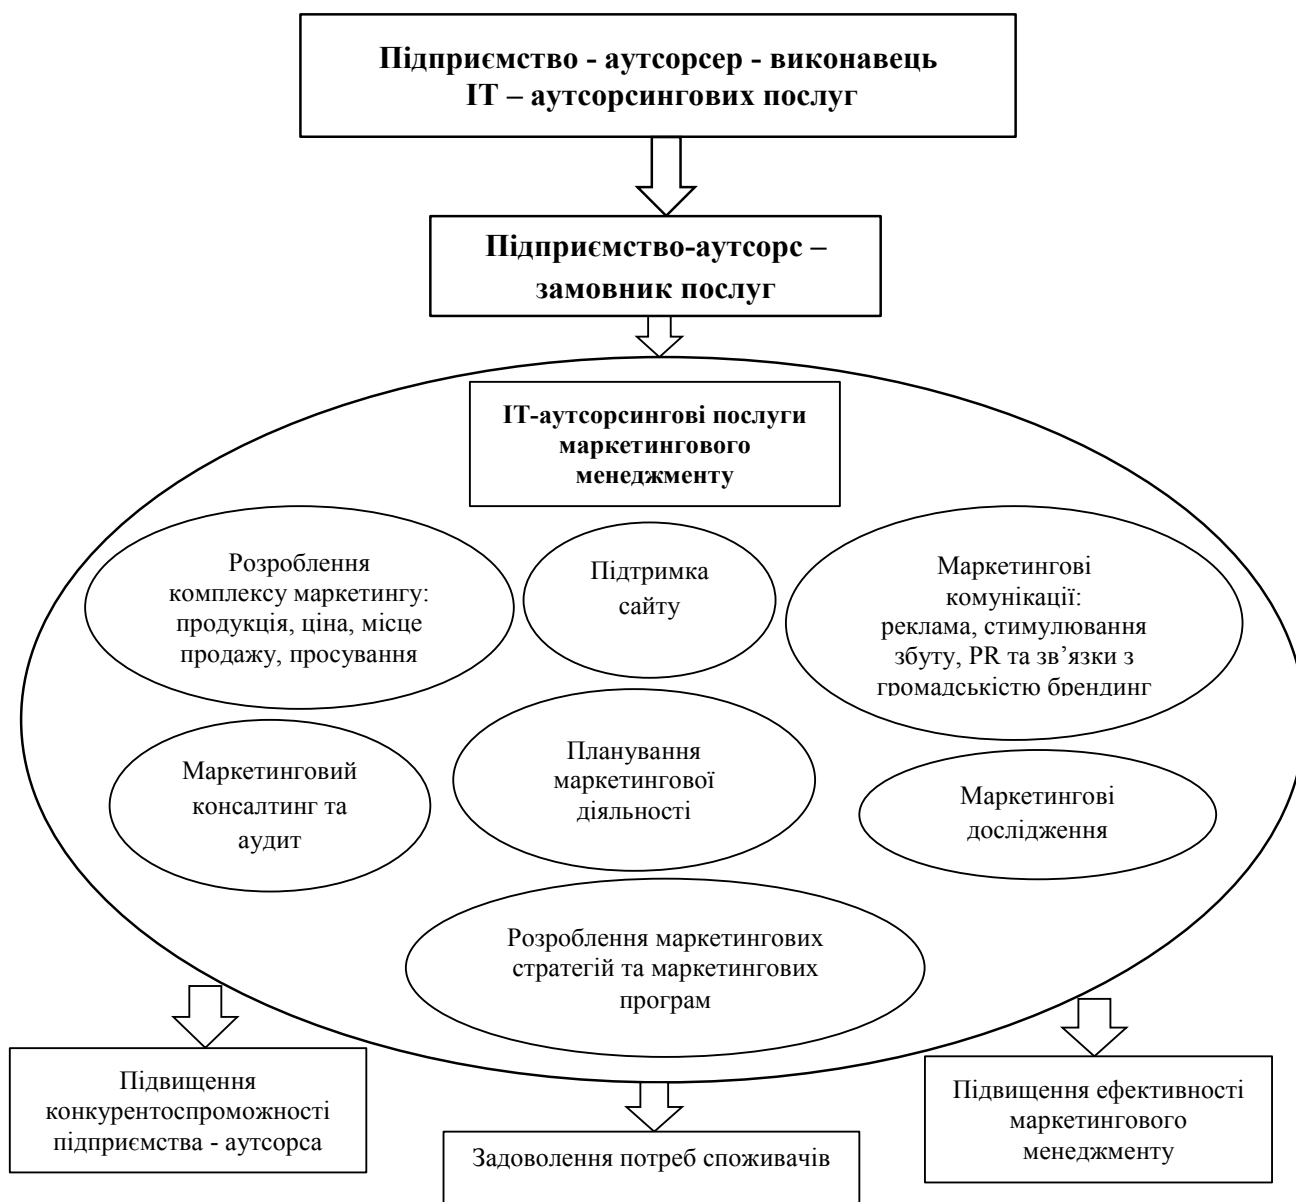 Підприємство - аутсорсер - виконавець
ІТ – аутсорсингових послуг
Підприємство-аутсорс –
замовник послуг
ІТ-аутсорсингові послуги
маркетингового
менеджменту
Розроблення
комплексу маркетингу:
продукція, ціна, місце
продажу, просування
Підтримка
сайту
Маркетингові
комунікації:
реклама, стимулювання
збуту, PR та зв’язки з
громадськістю брендинг
Маркетинговий
консалтинг та
аудит
Планування
маркетингової
діяльності
Маркетингові
дослідження
Розроблення маркетингових
стратегій та маркетингових
програм
Підвищення
конкурентоспроможності
підприємства - аутсорса
Задоволення потреб споживачів
Підвищення ефективності
маркетингового
менеджменту